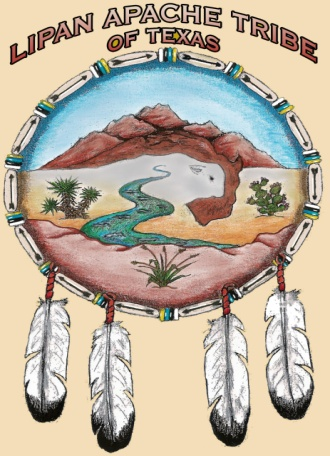 LIPAN APACHE TRIBE
OF TEXAS